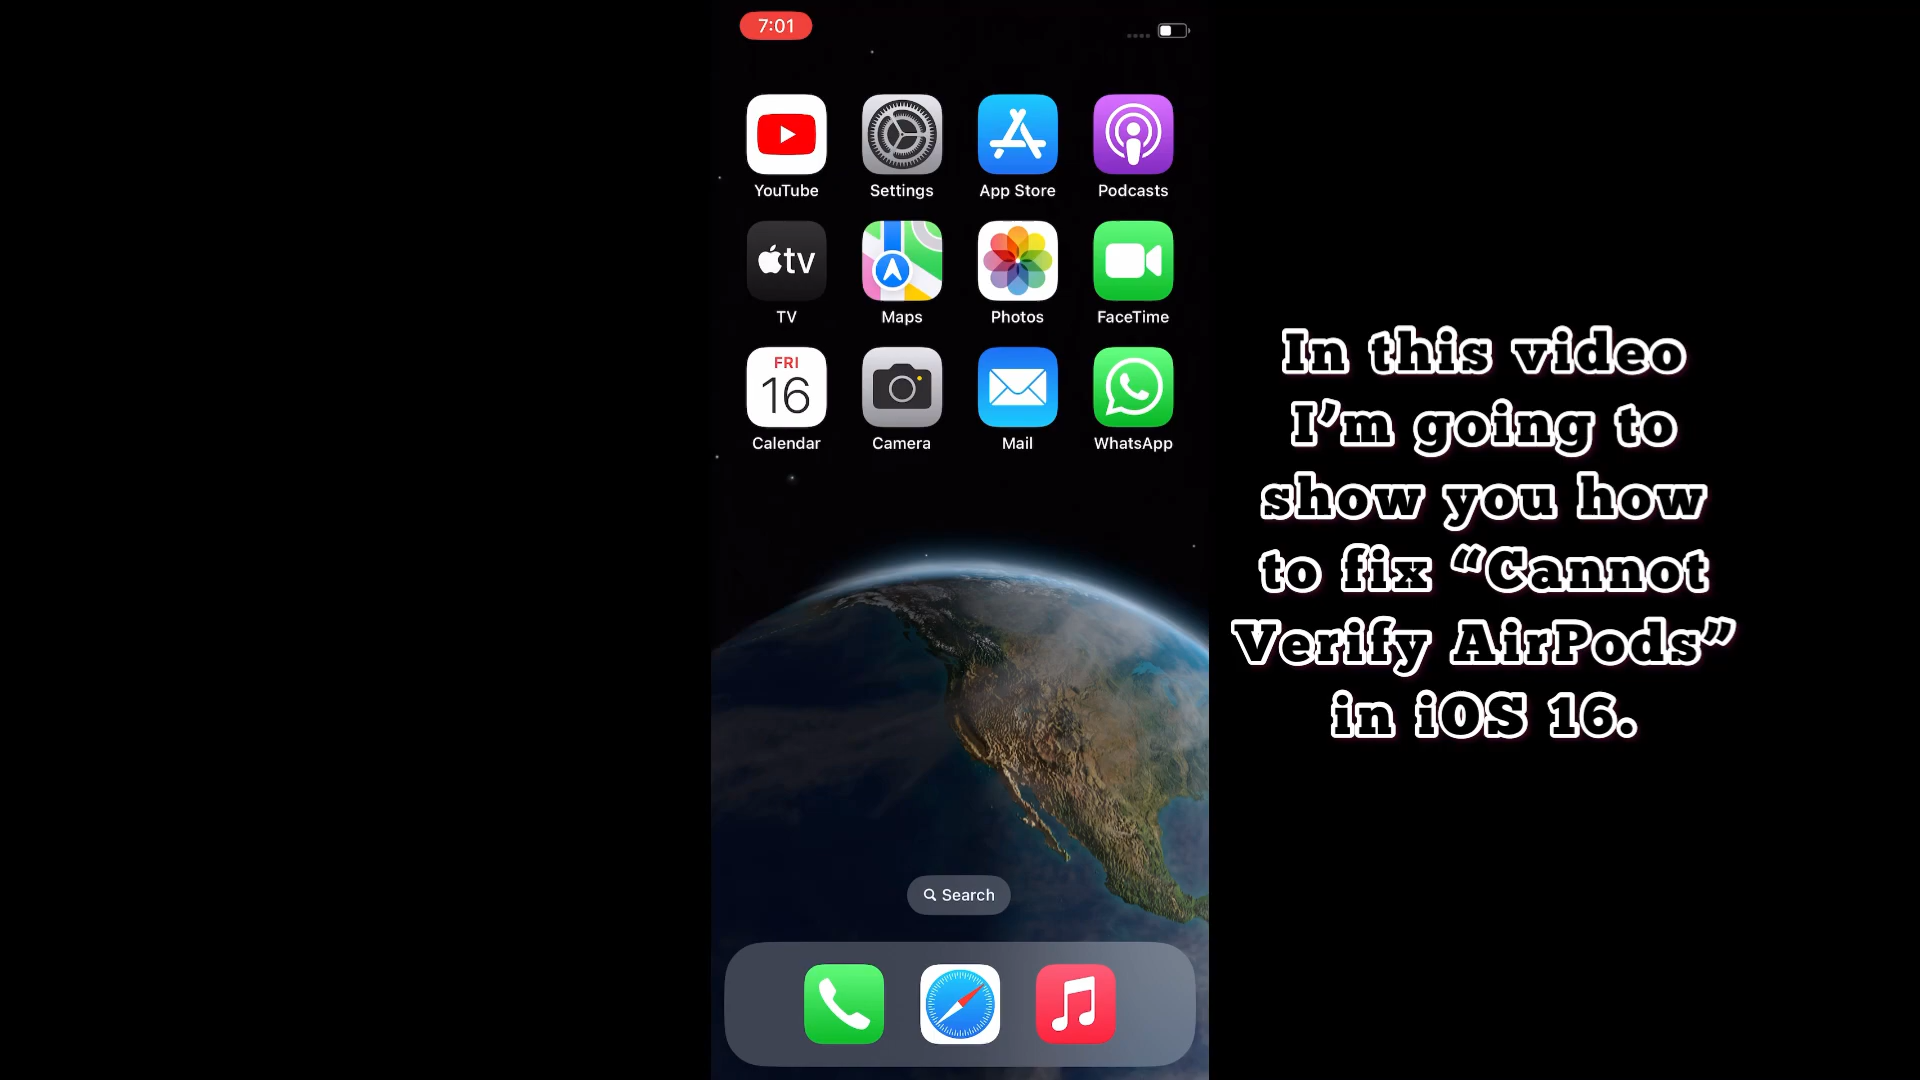 7:01
YouTube
Settings
App Store
Podcasts
tv
TV
Maps
Photos
FaceTime
FRI
16
Calendar
Camera
Mail
WhatsApp
Search
In this video
I’m going to
show you how
to fix “Cannot
Verify AirPods”
in iOS 16.